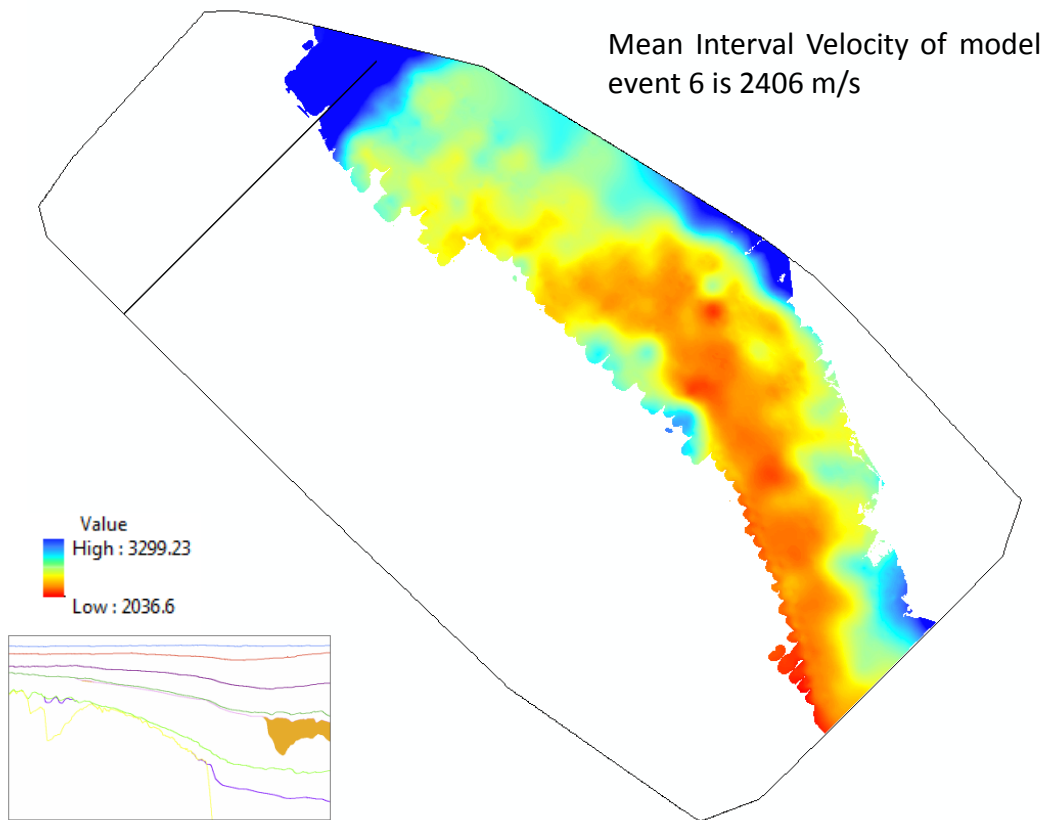 Mean Interval Velocity of model
event 6 is 2406 m/s
Value
High : 3299.23
Low : 2036.6